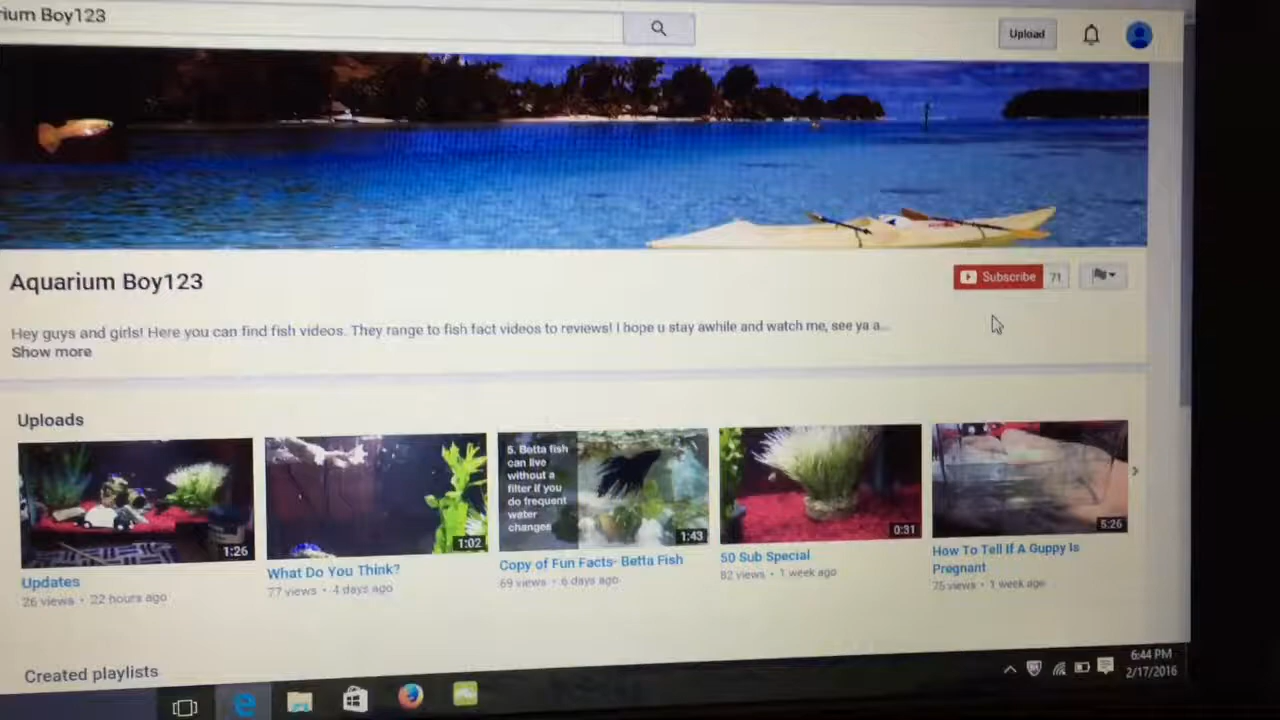 rium Boy123
Upload
Aquarium Boy123
Subscribe 71
Hey guys and girls! Here you can find fish videos. They range to fish fact videos to reviews! I hope u stay awhile and watch me, see ya a...
Show more
Uploads
5. Betta fish
can live
without a
filter if you
do frequent
water
changes
1:26
1:02
1:43
0:31
5:26
Updates
26 views • 22 hours ago
What Do You Think?
77 views • 4 days ago
Copy of Fun Facts- Betta Fish
69 views • 6 days ago
50 Sub Special
82 views • 1 week ago
How To Tell If A Guppy Is
Pregnant
75 views • 1 week ago
Created playlists
6:44 PM
2/17/2016